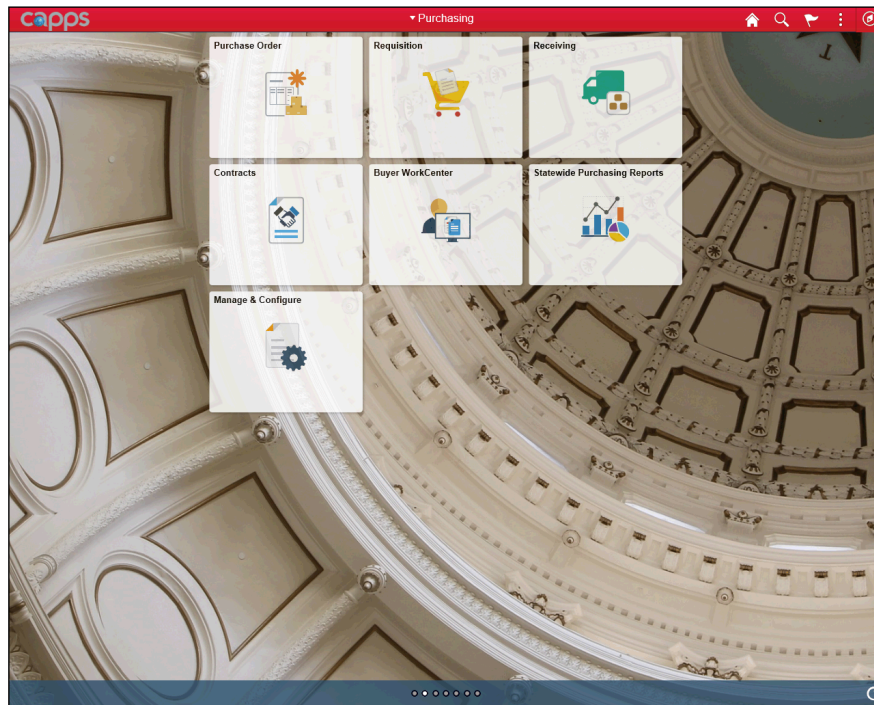 capps
Purchasing
Purchase Order
Requisition
Receiving
Contracts
Buyer WorkCenter
Statewide Purchasing Reports
Manage & Configure